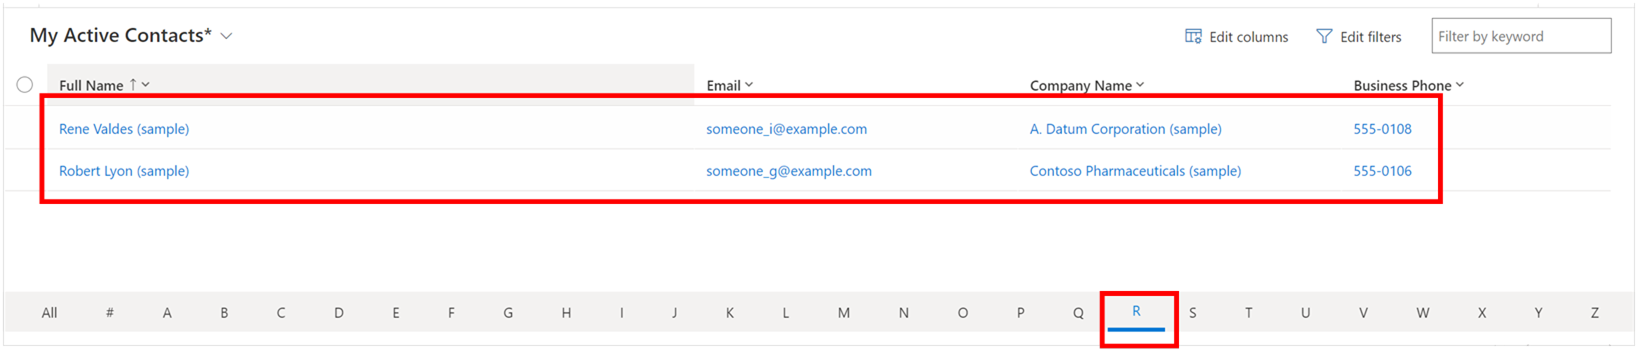 My Active Contacts*
Edit columns Edit filters Filter by keyword
Full Name ↑ Email Company Name Business Phone
Rene Valdes (sample) someone_i@example.com A. Datum Corporation (sample) 555-0108
Robert Lyon (sample) someone_g@example.com Contoso Pharmaceuticals (sample) 555-0106
All # A B C D E F G H I J K L M N O P Q R S T U V W X Y Z